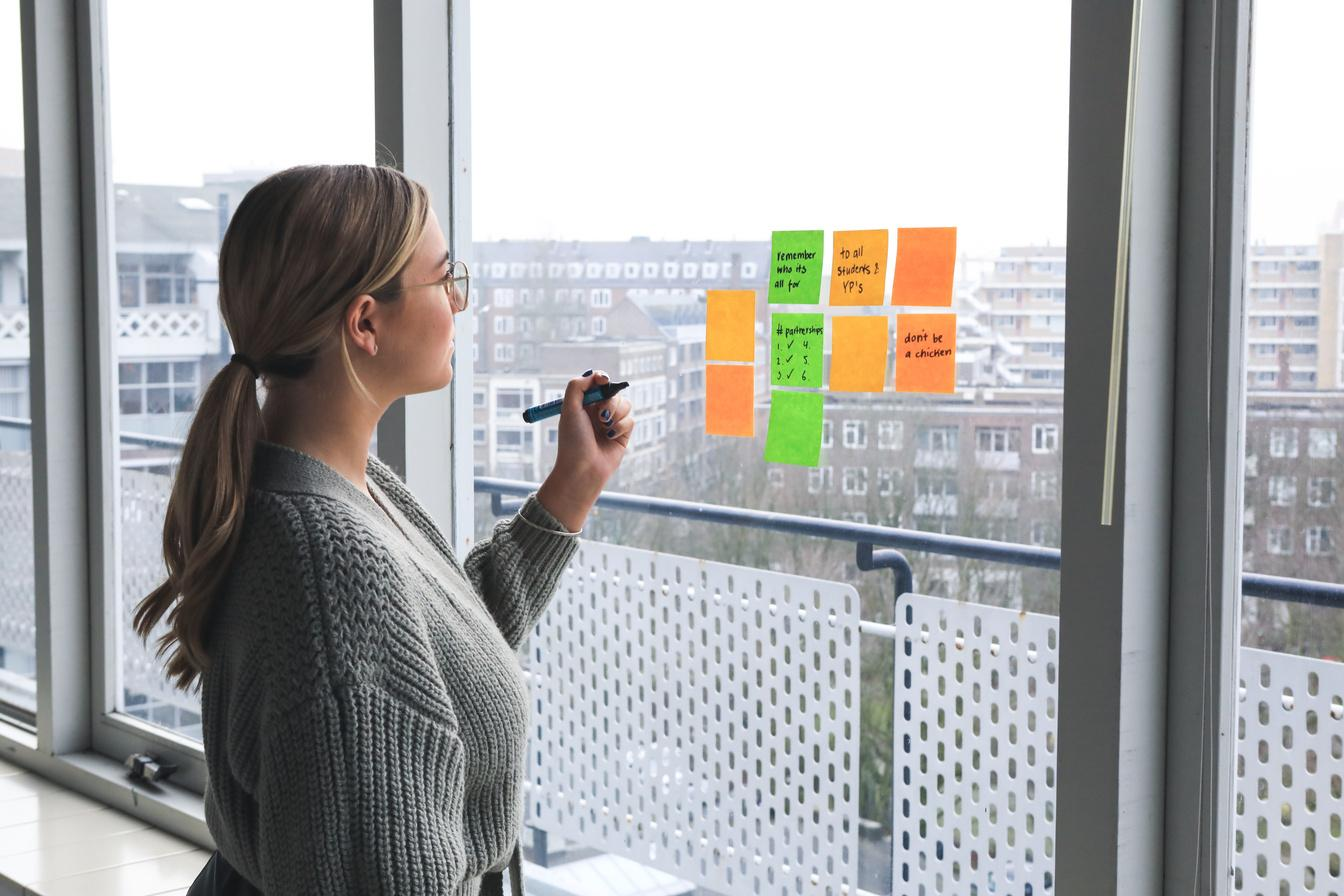 remember
who its
all for
to all
students &
YP's
# partnerships
1. ✓ 4.
2. ✓ 5.
3 ✓ 6.
don't be
a chicken